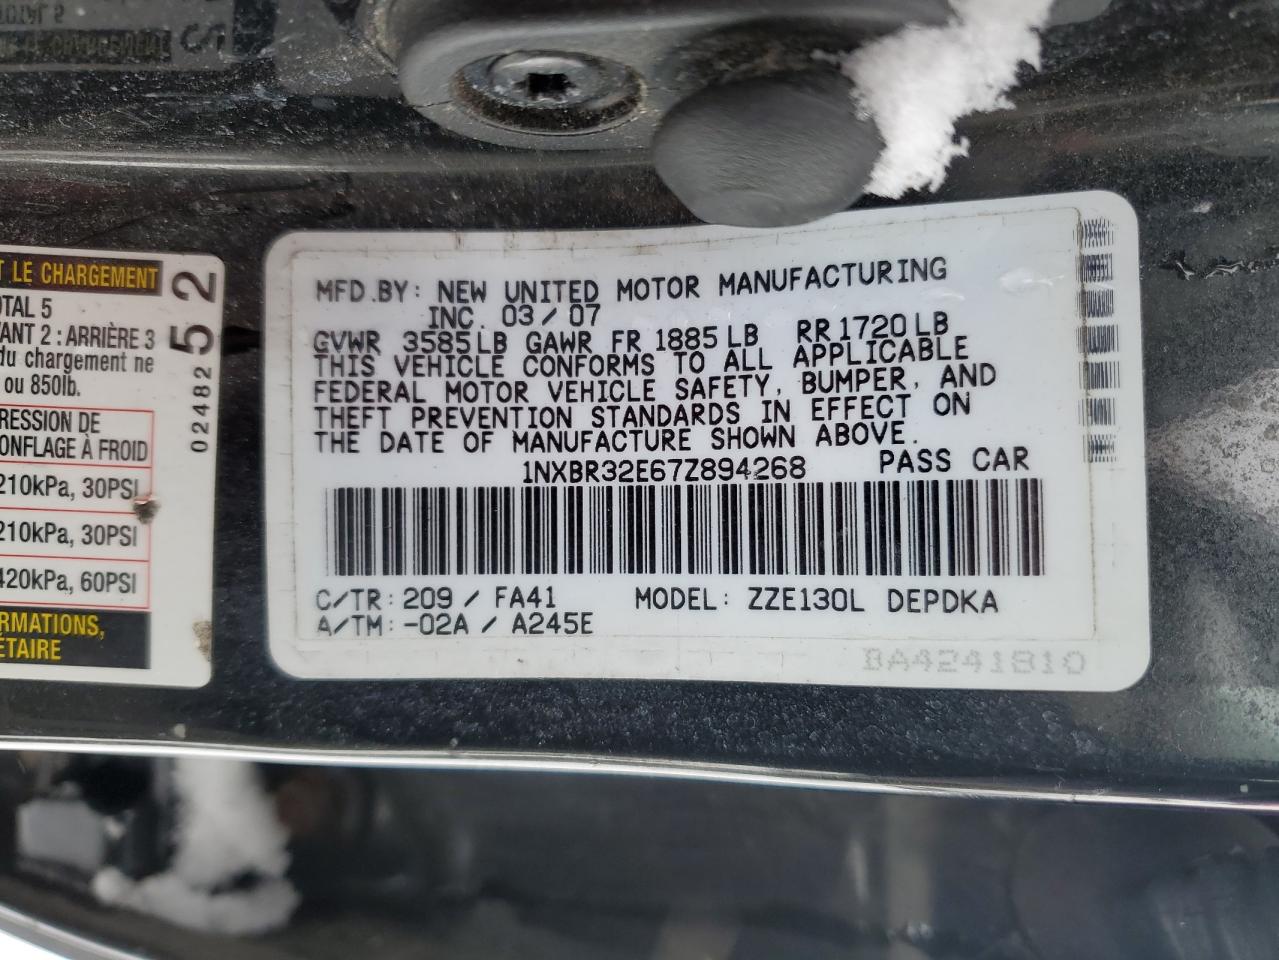 T LE CHARGEMENT
OTAL 5
VANT 2 : ARRIÈRE 3
du chargement ne
ou 850lb.
RESSION DE
ONFLAGE À FROID
210kPa, 30PSI
210kPa, 30PSI
420kPa, 60PSI
RMATIONS,
ÉTAIRE
02482 52
MFD.BY: NEW UNITED MOTOR MANUFACTURING
INC. 03/07
GVWR 3585LB GAWR FR 1885LB RR1720LB
THIS VEHICLE CONFORMS TO ALL APPLICABLE
FEDERAL MOTOR VEHICLE SAFETY, BUMPER, AND
THEFT PREVENTION STANDARDS IN EFFECT ON
THE DATE OF MANUFACTURE SHOWN ABOVE.
1NXBR32E67Z894268 PASS CAR
C/TR: 209 / FA41 MODEL: ZZE130L DEPDKA
A/TM: -02A / A245E
BA4241810